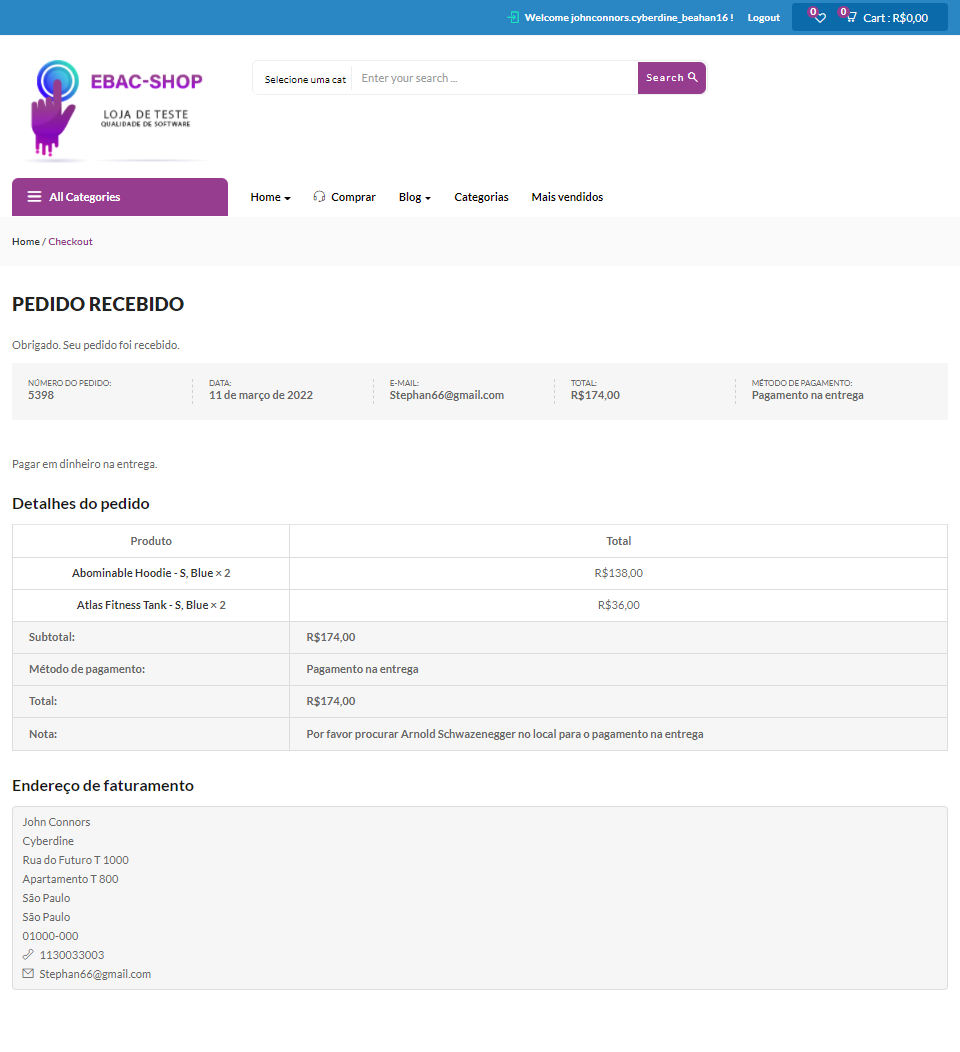 Welcome johnconnors.cyberdine_beahan16 ! Logout 0 0 Cart : R$0,00
EBAC-SHOP
LOJA DE TESTE
QUALIDADE DE SOFTWARE
Selecione uma cat Enter your search ... Search
All Categories Home Comprar Blog Categorias Mais vendidos
Home / Checkout
PEDIDO RECEBIDO
Obrigado. Seu pedido foi recebido.
NÚMERO DO PEDIDO: DATA: E-MAIL: TOTAL: MÉTODO DE PAGAMENTO:
5398 11 de março de 2022 Stephan66@gmail.com R$174,00 Pagamento na entrega
Pagar em dinheiro na entrega.
Detalhes do pedido
Produto Total
Abominable Hoodie - S, Blue × 2 R$138,00
Atlas Fitness Tank - S, Blue × 2 R$36,00
Subtotal: R$174,00
Método de pagamento: Pagamento na entrega
Total: R$174,00
Nota: Por favor procurar Arnold Schwazenegger no local para o pagamento na entrega
Endereço de faturamento
John Connors
Cyberdine
Rua do Futuro T 1000
Apartamento T 800
São Paulo
São Paulo
01000-000
1130033003
Stephan66@gmail.com